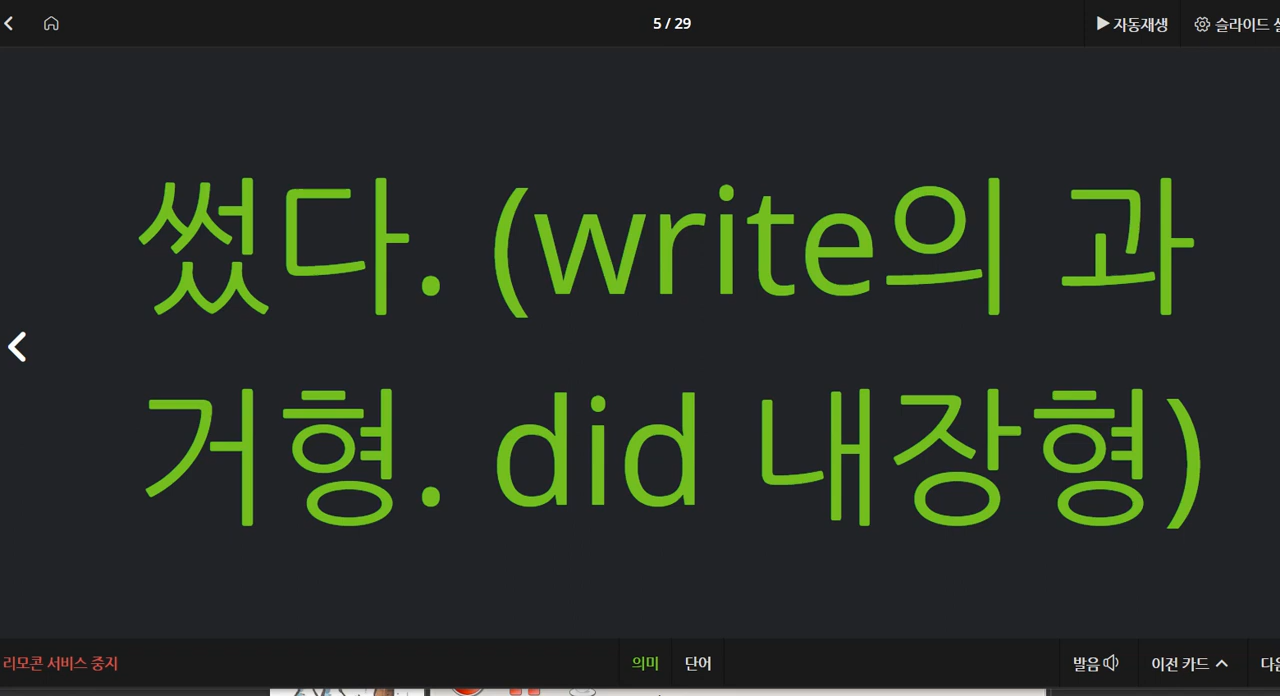 5 / 29
자동재생
슬라이드
썼다. (write의 과
거형. did 내장형)
리모콘 서비스 중지
의미
단어
발음
이전 카드